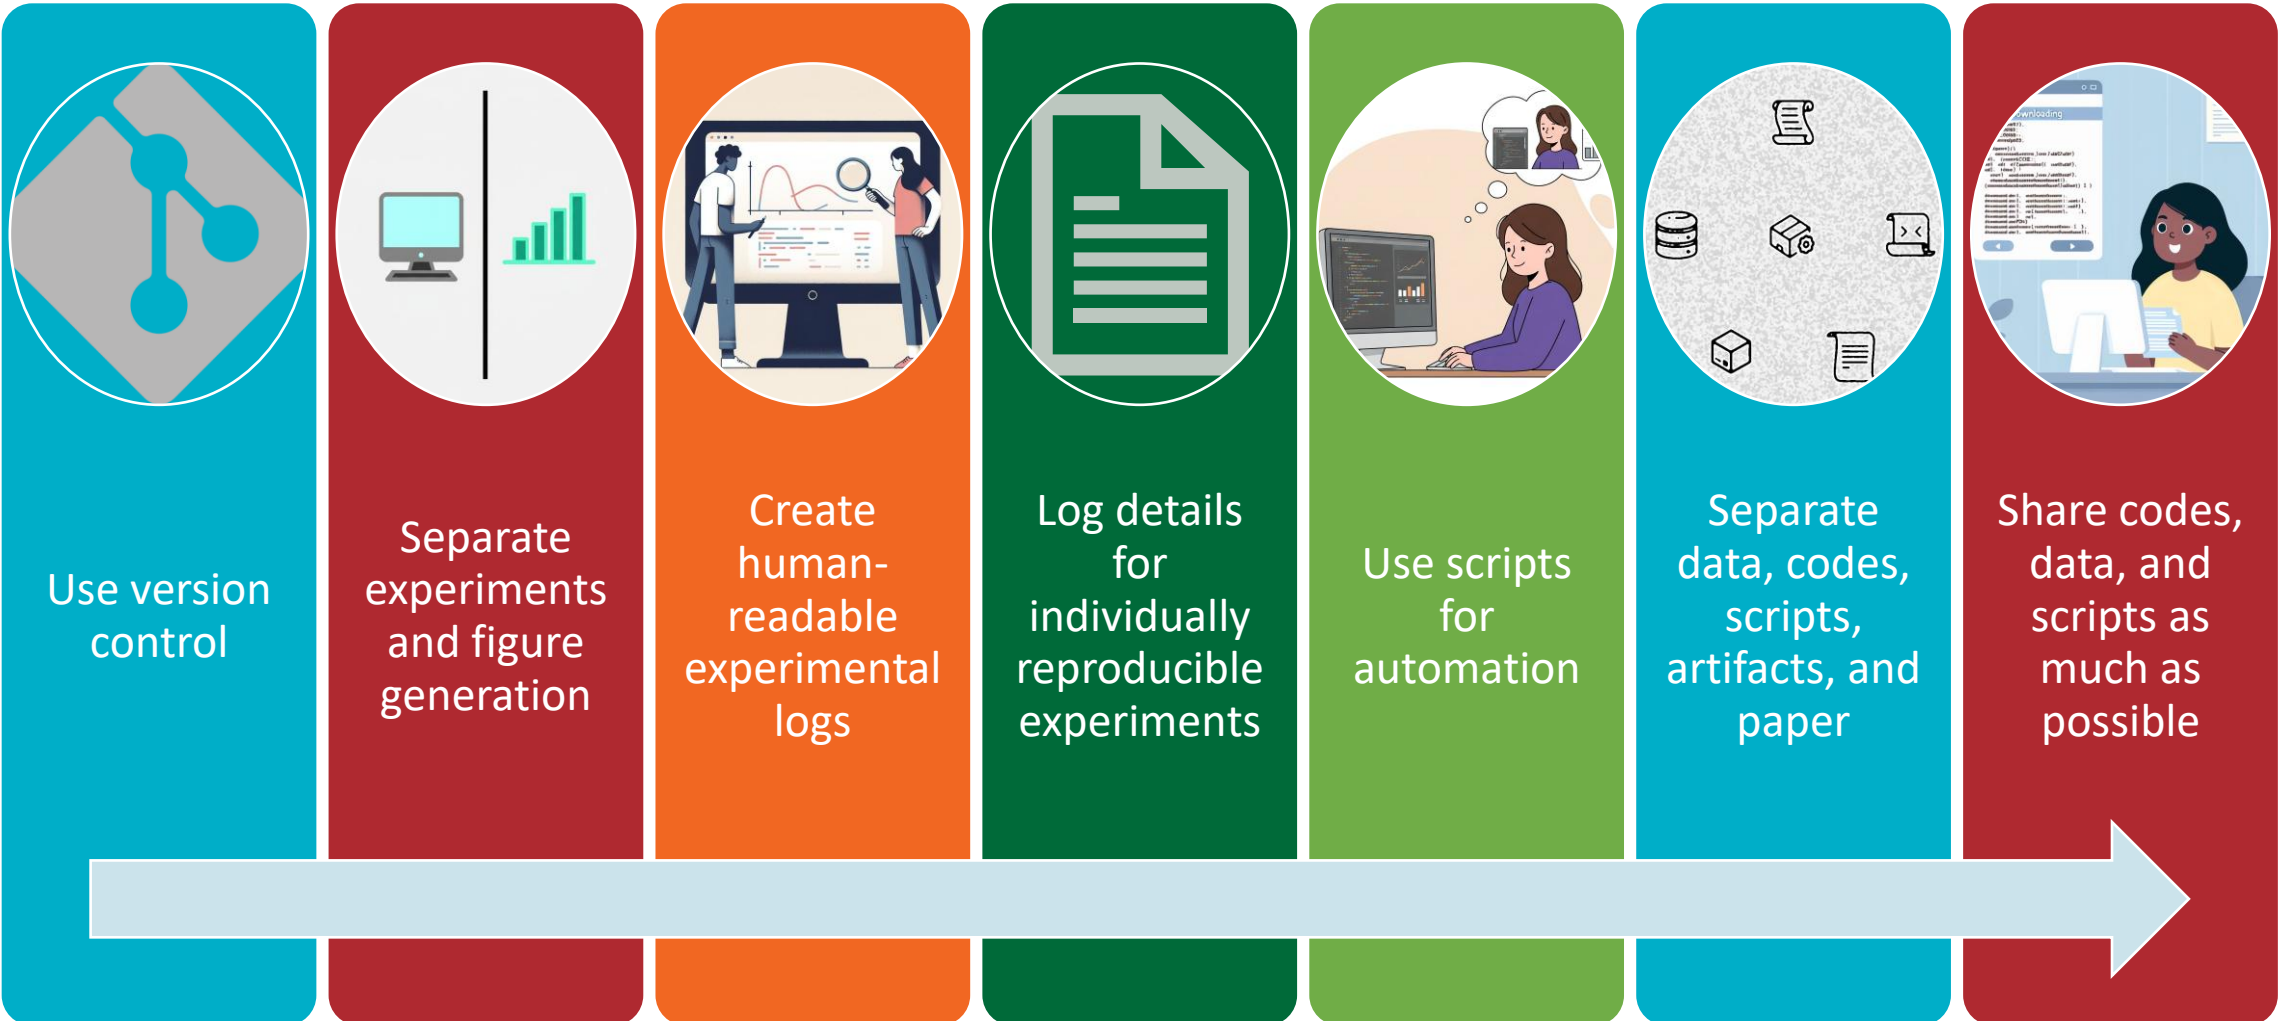 Use version
control
Separate
experiments
and figure
generation
Create
human-
readable
experimental
logs
Log details
for
individually
reproducible
experiments
Use scripts
for
automation
Separate
data, codes,
scripts,
artifacts, and
paper
Share codes,
data, and
scripts as
much as
possible